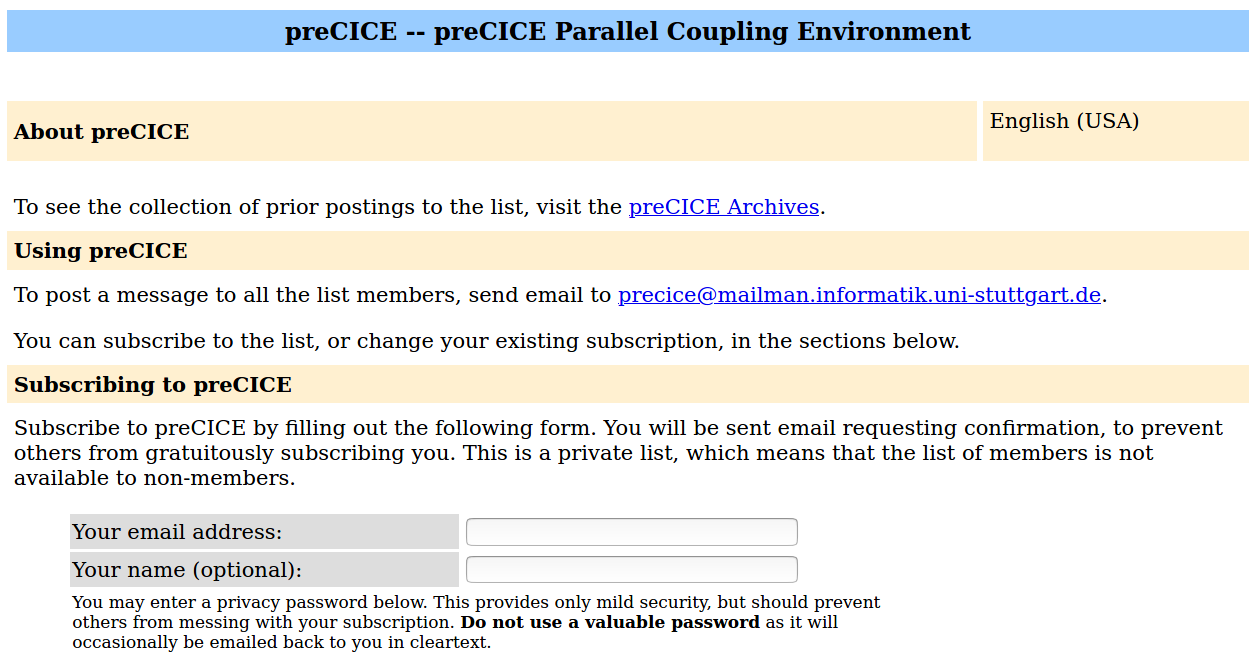 preCICE -- preCICE Parallel Coupling Environment
About preCICE
English (USA)
To see the collection of prior postings to the list, visit the preCICE Archives.
Using preCICE
To post a message to all the list members, send email to precice@mailman.informatik.uni-stuttgart.de.
You can subscribe to the list, or change your existing subscription, in the sections below.
Subscribing to preCICE
Subscribe to preCICE by filling out the following form. You will be sent email requesting confirmation, to prevent
others from gratuitously subscribing you. This is a private list, which means that the list of members is not
available to non-members.
Your email address:
Your name (optional):
You may enter a privacy password below. This provides only mild security, but should prevent
others from messing with your subscription. Do not use a valuable password as it will
occasionally be emailed back to you in cleartext.